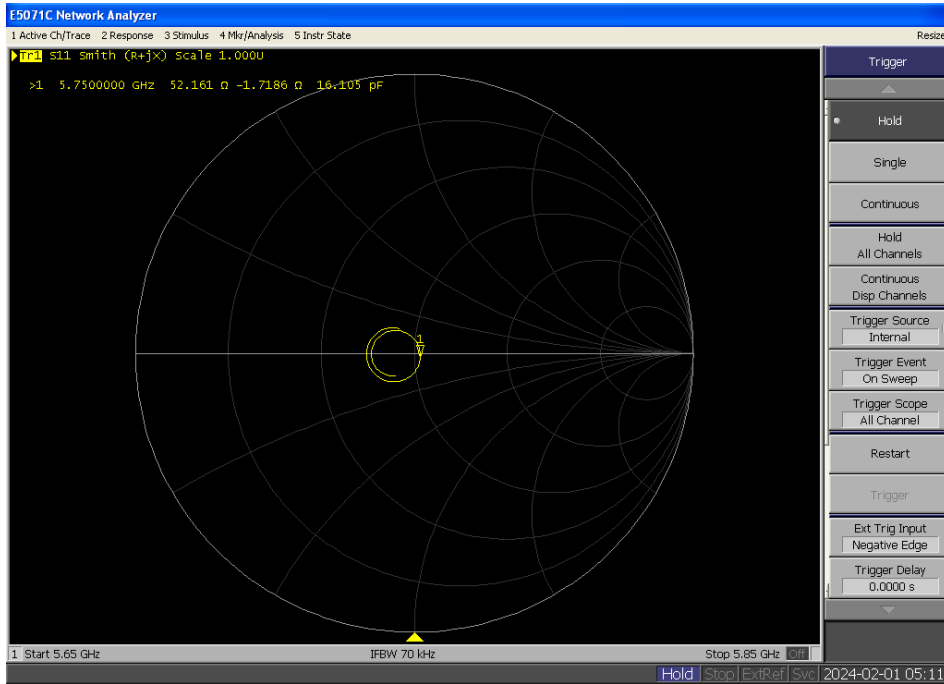 E5071C Network Analyzer
1 Active Ch/Trace 2 Response 3 Stimulus 4 Mkr/Analysis 5 Instr State
Resize
Tr1 S11 Smith (R+jX) Scale 1.000U
>1 5.7500000 GHz 52.161 Ω -1.7186 Ω 16.105 pF
1
Trigger
Hold
Single
Continuous
Hold
All Channels
Continuous
Disp Channels
Trigger Source
Internal
Trigger Event
On Sweep
Trigger Scope
All Channel
Restart
Trigger
Ext Trig Input
Negative Edge
Trigger Delay
0.0000 s
1 Start 5.65 GHz
IFBW 70 kHz
Stop 5.85 GHz Off
Hold Stop ExtRef Svc 2024-02-01 05:11